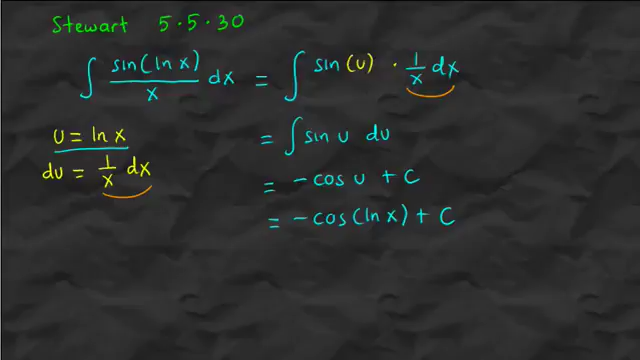 Stewart 5.5.30
∫ sin(ln x)/x dx = ∫ sin(u) · 1/x dx
u = ln x
du = 1/x dx
= ∫ sin u du
= -cos u + C
= -cos(ln x) + C